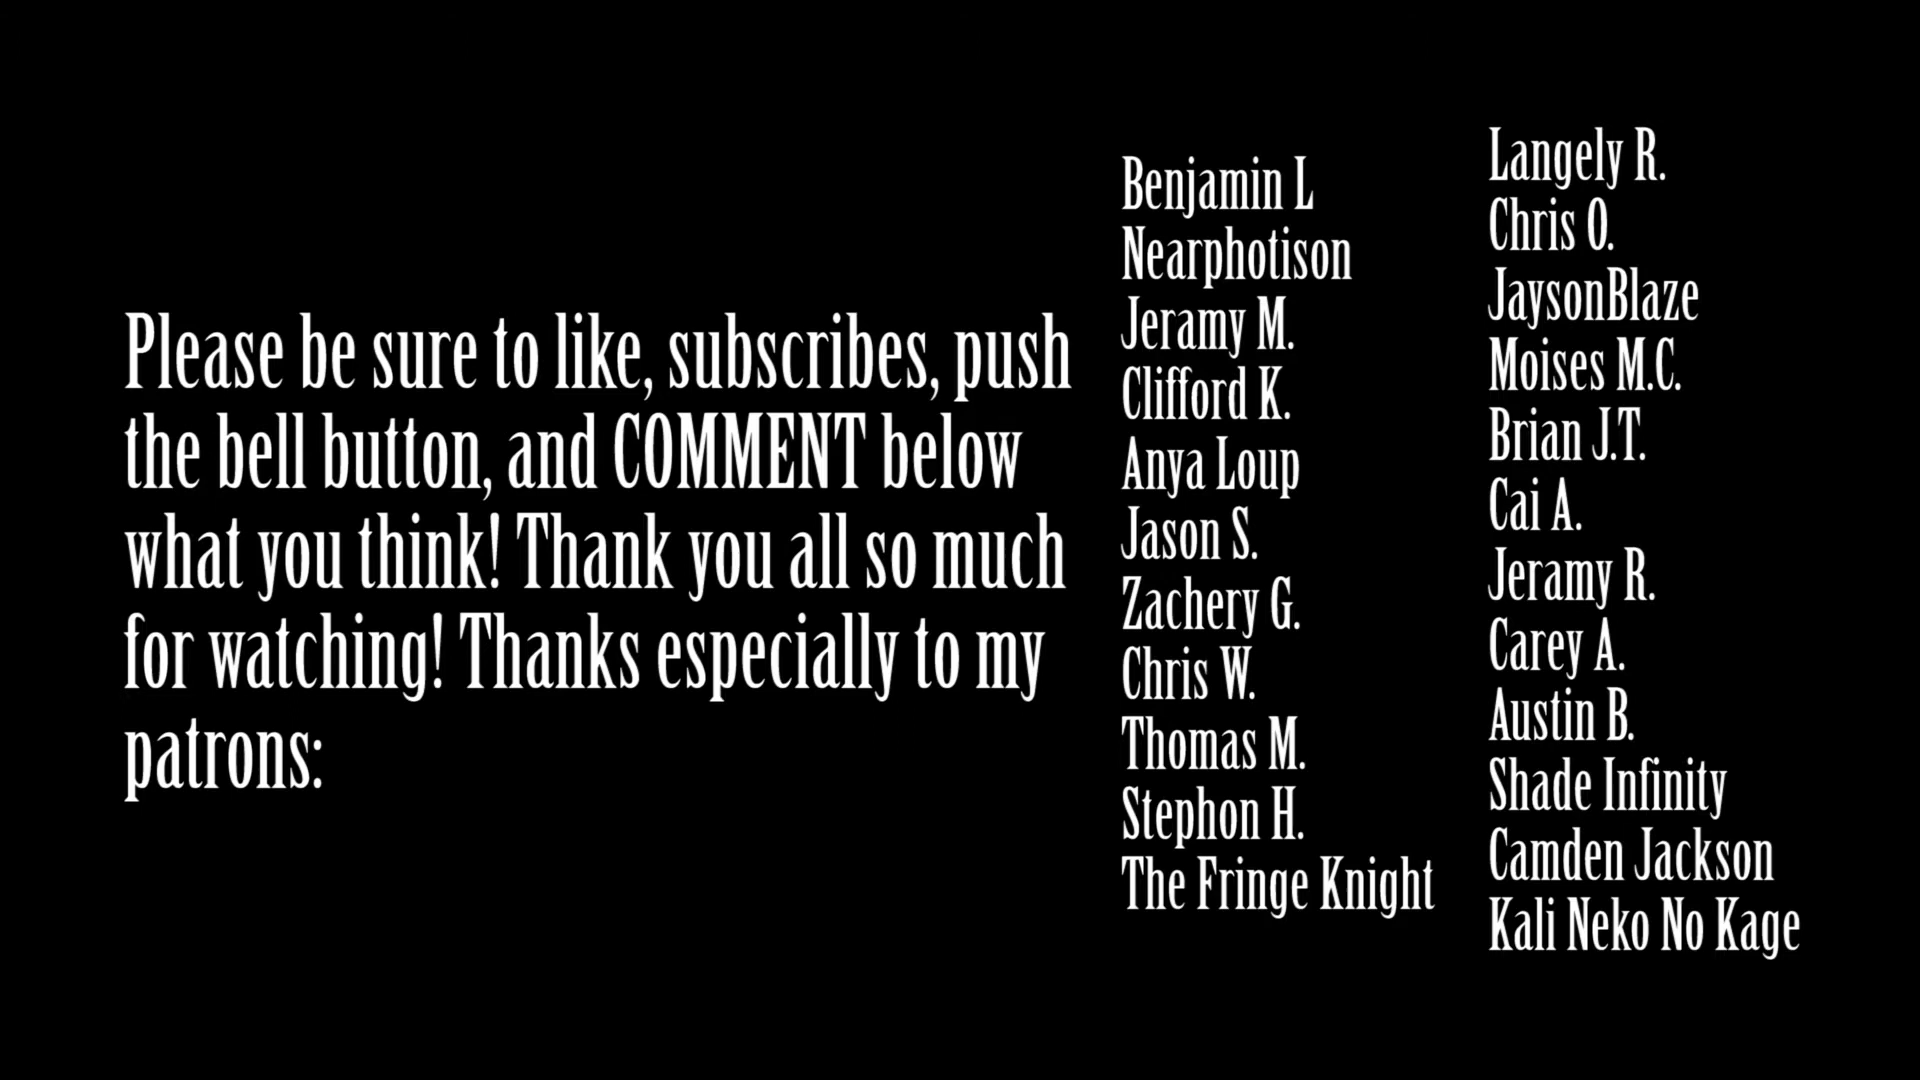 Please be sure to like, subscribes, push
the bell button, and COMMENT below
what you think! Thank you all so much
for watching! Thanks especially to my
patrons:
Benjamin L
Nearphotison
Jeramy M.
Clifford K.
Anya Loup
Jason S.
Zachery G.
Chris W.
Thomas M.
Stephon H.
The Fringe Knight
Langely R.
Chris O.
JaysonBlaze
Moises M.C.
Brian J.T.
Cai A.
Jeramy R.
Carey A.
Austin B.
Shade Infinity
Camden Jackson
Kali Neko No Kage